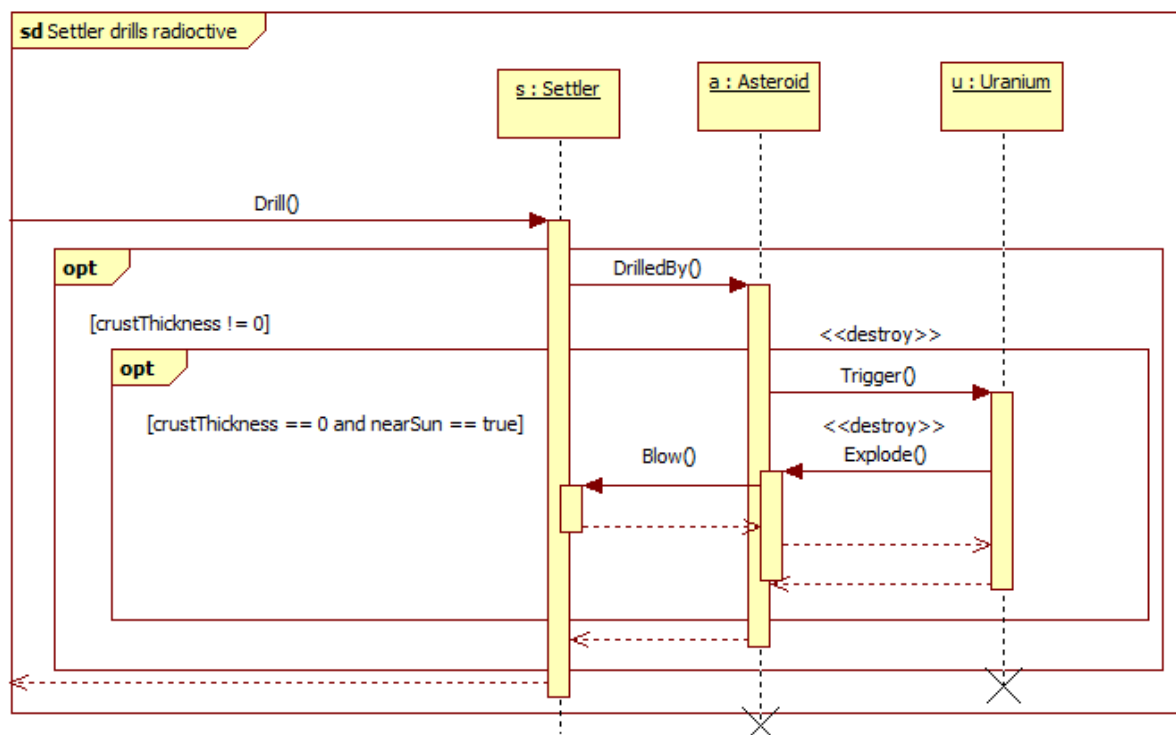 sd Settler drills radioctive
s : Settler
a : Asteroid
u : Uranium
Drill()
opt
DrilledBy()
[crustThickness != 0]
<<destroy>>
opt
Trigger()
[crustThickness == 0 and nearSun == true]
<<destroy>>
Blow()
Explode()